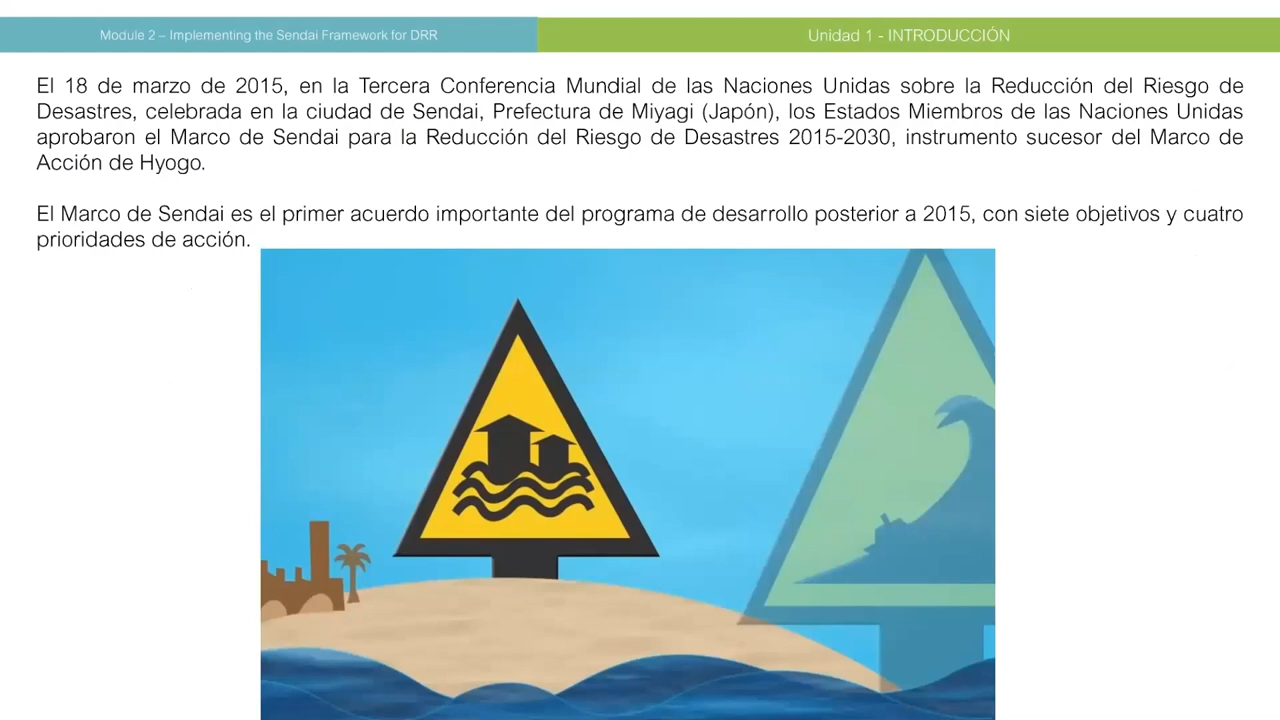 Module 2 – Implementing the Sendai Framework for DRR
Unidad 1 - INTRODUCCIÓN
El 18 de marzo de 2015, en la Tercera Conferencia Mundial de las Naciones Unidas sobre la Reducción del Riesgo de
Desastres, celebrada en la ciudad de Sendai, Prefectura de Miyagi (Japón), los Estados Miembros de las Naciones Unidas
aprobaron el Marco de Sendai para la Reducción del Riesgo de Desastres 2015-2030, instrumento sucesor del Marco de
Acción de Hyogo.
El Marco de Sendai es el primer acuerdo importante del programa de desarrollo posterior a 2015, con siete objetivos y cuatro
prioridades de acción.